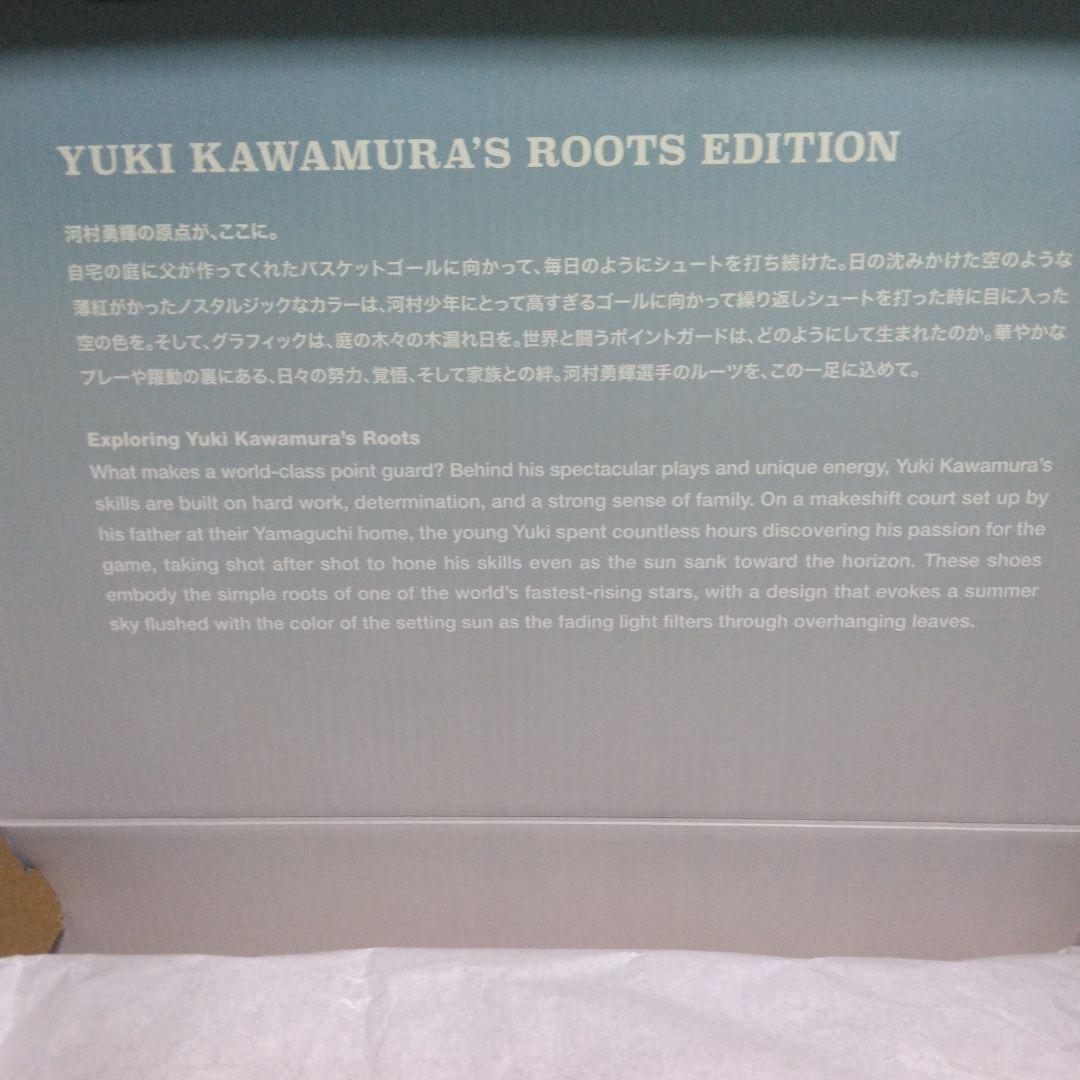 YUKI KAWAMURA'S ROOTS EDITION
河村勇輝の原点が、ここに。
自宅の庭に父が作ってくれたバスケットゴールに向かって、毎日のようにシュートを打ち続けた。日の沈みかけた空のような
薄紅がかったノスタルジックなカラーは、河村少年にとって高すぎるゴールに向かって繰り返しシュートを打った時に目に入った
空の色を。そして、グラフィックは、庭の木々の木漏れ日を。世界と闘うポイントガードは、どのようにして生まれたのか。華やかな
プレーや躍動の裏にある、日々の努力、覚悟、そして家族との絆。河村勇輝選手のルーツを、この一足に込めて。
Exploring Yuki Kawamura's Roots
What makes a world-class point guard? Behind his spectacular plays and unique energy, Yuki Kawamura's
skills are built on hard work, determination, and a strong sense of family. On a makeshift court set up by
his father at their Yamaguchi home, the young Yuki spent countless hours discovering his passion for the
game, taking shot after shot to hone his skills even as the sun sank toward the horizon. These shoes
embody the simple roots of one of the world's fastest-rising stars, with a design that evokes a summer
sky flushed with the color of the setting sun as the fading light filters through overhanging leaves.